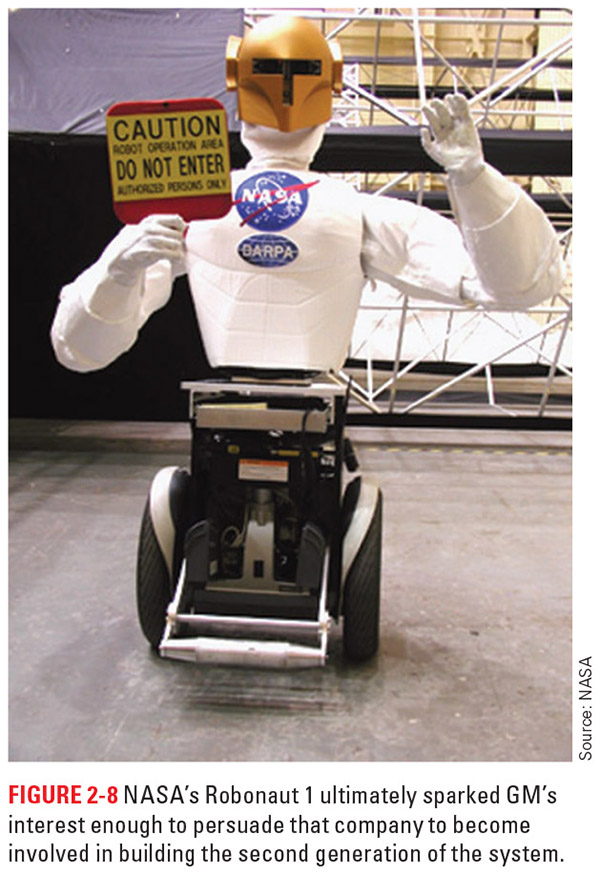 CAUTION
ROBOT OPERATION AREA
DO NOT ENTER
AUTHORIZED PERSONS ONLY
NASA
DARPA
Source: NASA
FIGURE 2-8 NASA's Robonaut 1 ultimately sparked GM's
interest enough to persuade that company to become
involved in building the second generation of the system.